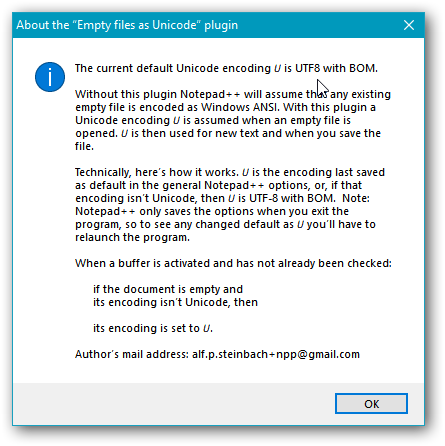 About the “Empty files as Unicode” plugin
The current default Unicode encoding U is UTF8 with BOM.
Without this plugin Notepad++ will assume that any existing
empty file is encoded as Windows ANSI. With this plugin a
Unicode encoding U is assumed when an empty file is
opened. U is then used for new text and when you save the
file.
Technically, here’s how it works. U is the encoding last saved
as default in the general Notepad++ options, or, if that
encoding isn’t Unicode, then U is UTF-8 with BOM. Note:
Notepad++ only saves the options when you exit the
program, so to see any changed default as U you’ll have to
relaunch the program.
When a buffer is activated and has not already been checked:
if the document is empty and
its encoding isn’t Unicode, then
its encoding is set to U.
Author’s mail address: alf.p.steinbach+npp@gmail.com
OK